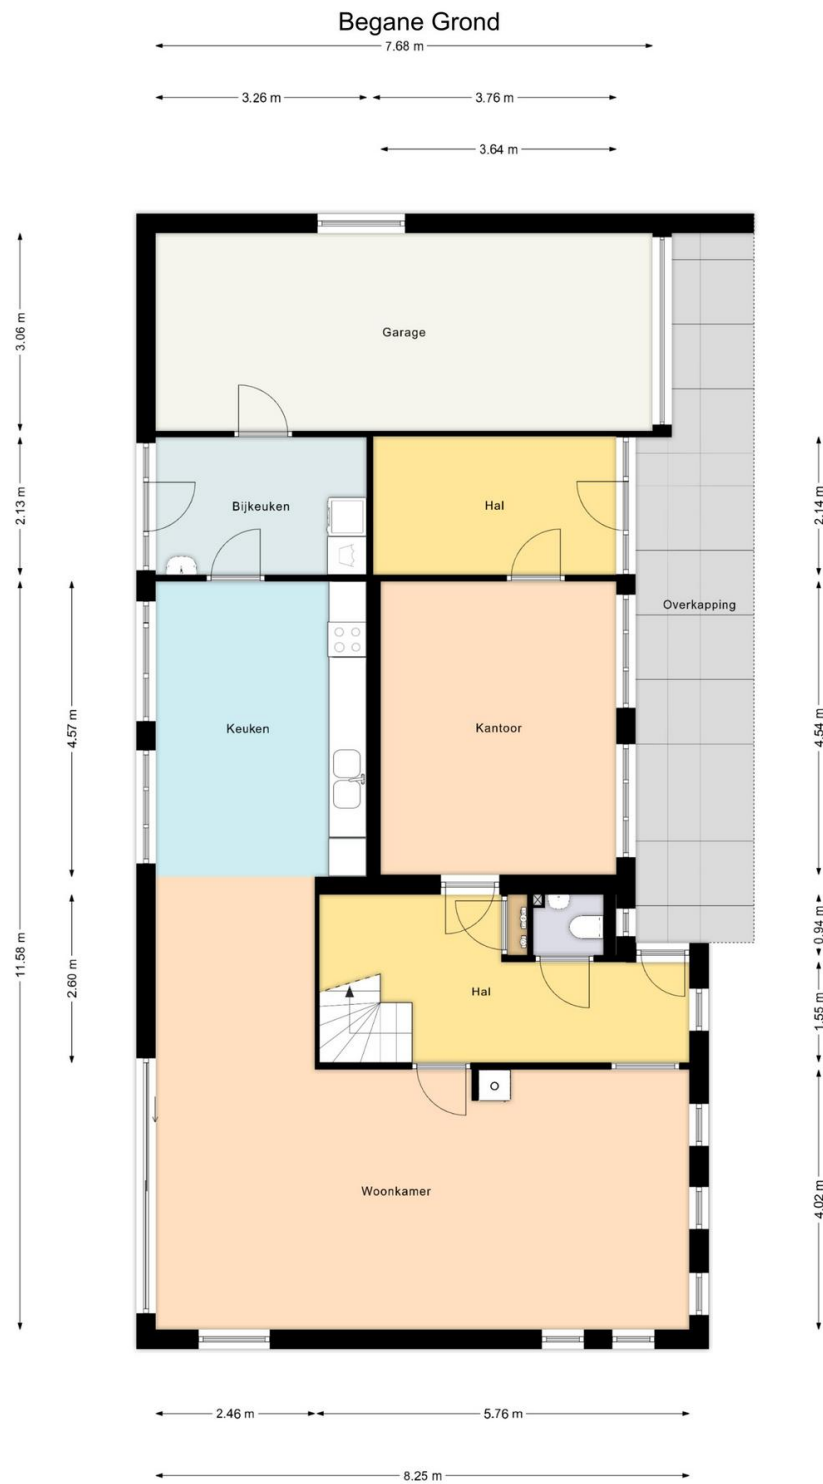 Begane Grond
7.68 m
3.26 m
3.76 m
3.64 m
3.06 m
Garage
2.13 m
Bijkeuken
Hal
2.14 m
Overkapping
4.57 m
Keuken
Kantoor
4.54 m
11.58 m
2.60 m
0.94 m
Hal
1.55 m
Woonkamer
4.02 m
2.46 m
5.76 m
8.25 m